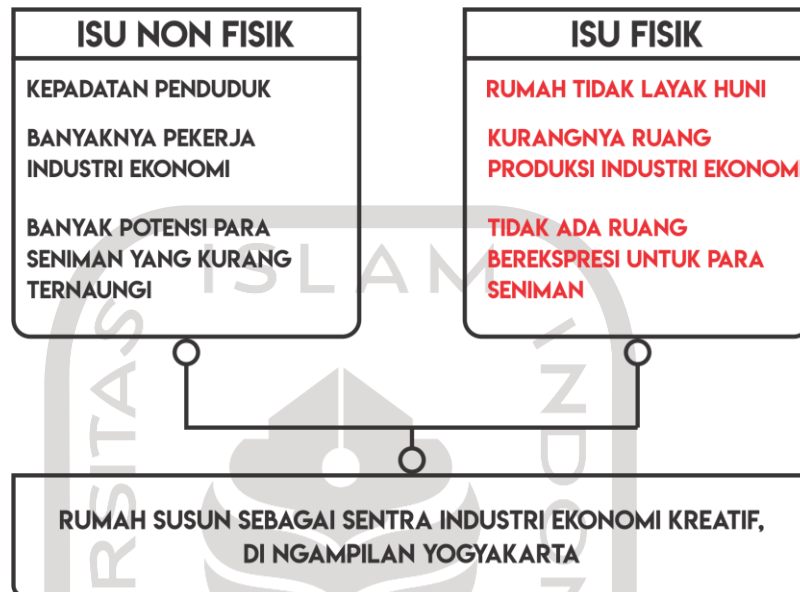 ISU NON FISIK
KEPADATAN PENDUDUK
BANYAKNYA PEKERJA
INDUSTRI EKONOMI
BANYAK POTENSI PARA
SENIMAN YANG KURANG
TERNAUNGI
ISU FISIK
RUMAH TIDAK LAYAK HUNI
KURANGNYA RUANG
PRODUKSI INDUSTRI EKONOMI
TIDAK ADA RUANG
BEREKSPRESI UNTUK PARA
SENIMAN
RUMAH SUSUN SEBAGAI SENTRA INDUSTRI EKONOMI KREATIF,
DI NGAMPILAN YOGYAKARTA
ISLAM